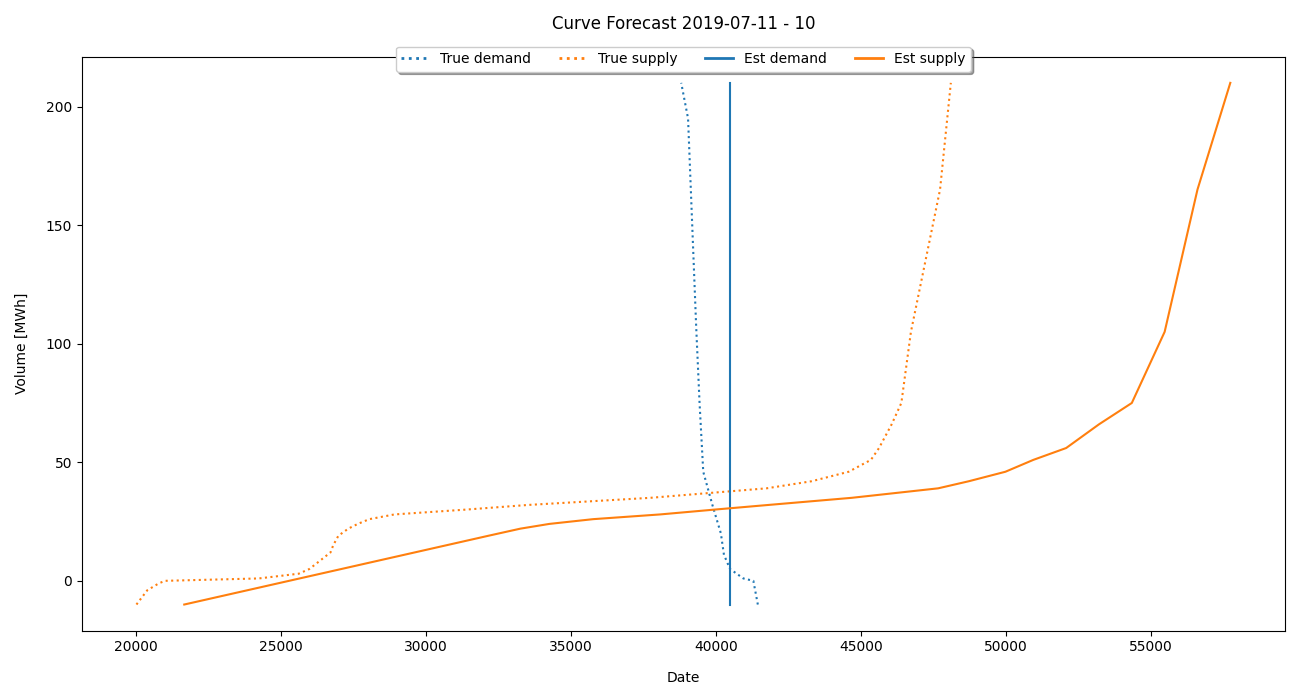 Curve Forecast 2019-07-11 - 10
True demand True supply Est demand Est supply
200
150
100
50
0
Volume [MWh]
20000 25000 30000 35000 40000 45000 50000 55000
Date